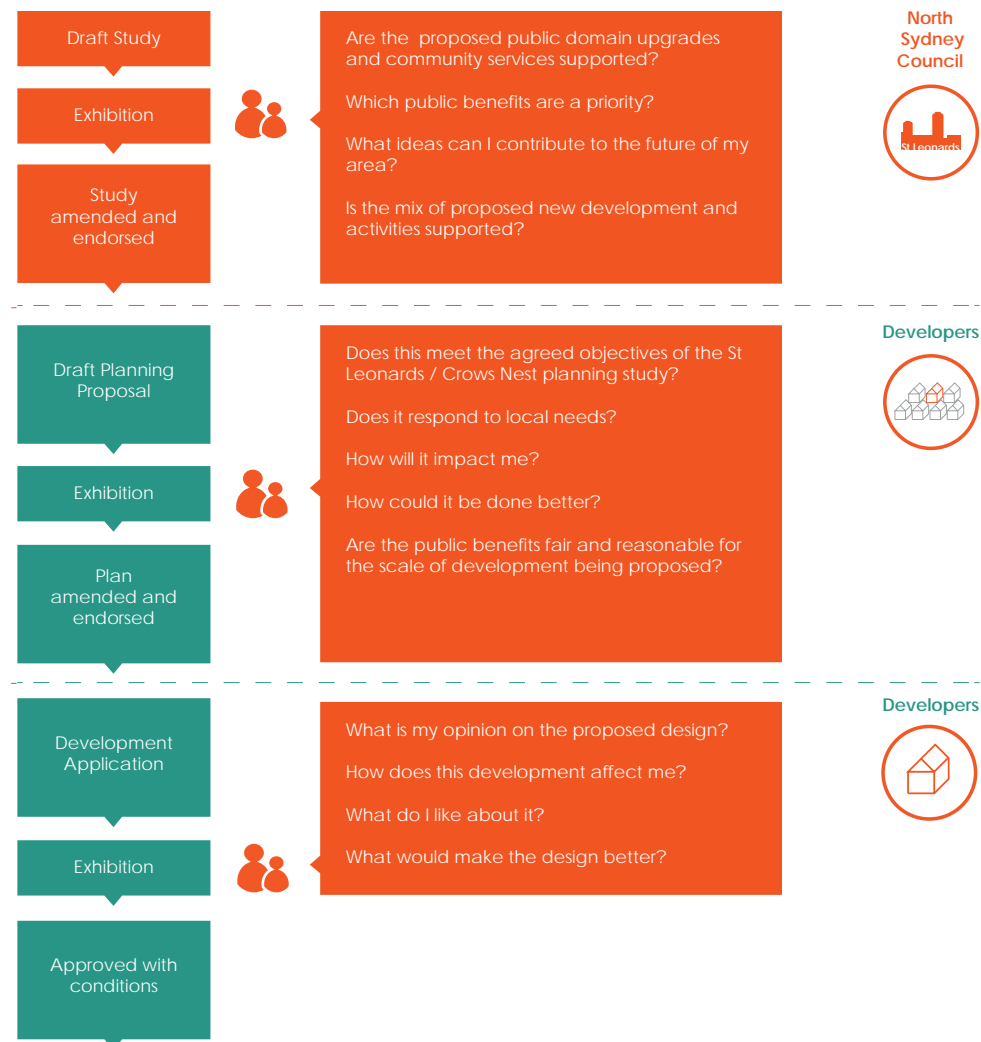 Draft Study
Exhibition
Study
amended and
endorsed
Are the proposed public domain upgrades
and community services supported?
Which public benefits are a priority?
What ideas can I contribute to the future of my
area?
Is the mix of proposed new development and
activities supported?
North
Sydney
Council
St Leonards
Draft Planning
Proposal
Exhibition
Plan
amended and
endorsed
Does this meet the agreed objectives of the St
Leonards / Crows Nest planning study?
Does it respond to local needs?
How will it impact me?
How could it be done better?
Are the public benefits fair and reasonable for
the scale of development being proposed?
Developers
Development
Application
Exhibition
Approved with
conditions
What is my opinion on the proposed design?
How does this development affect me?
What do I like about it?
What would make the design better?
Developers